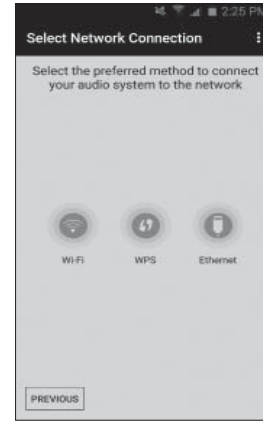 2:25 PM
Select Network Connection
Select the preferred method to connect
your audio system to the network
Wi-Fi
WPS
Ethernet
PREVIOUS